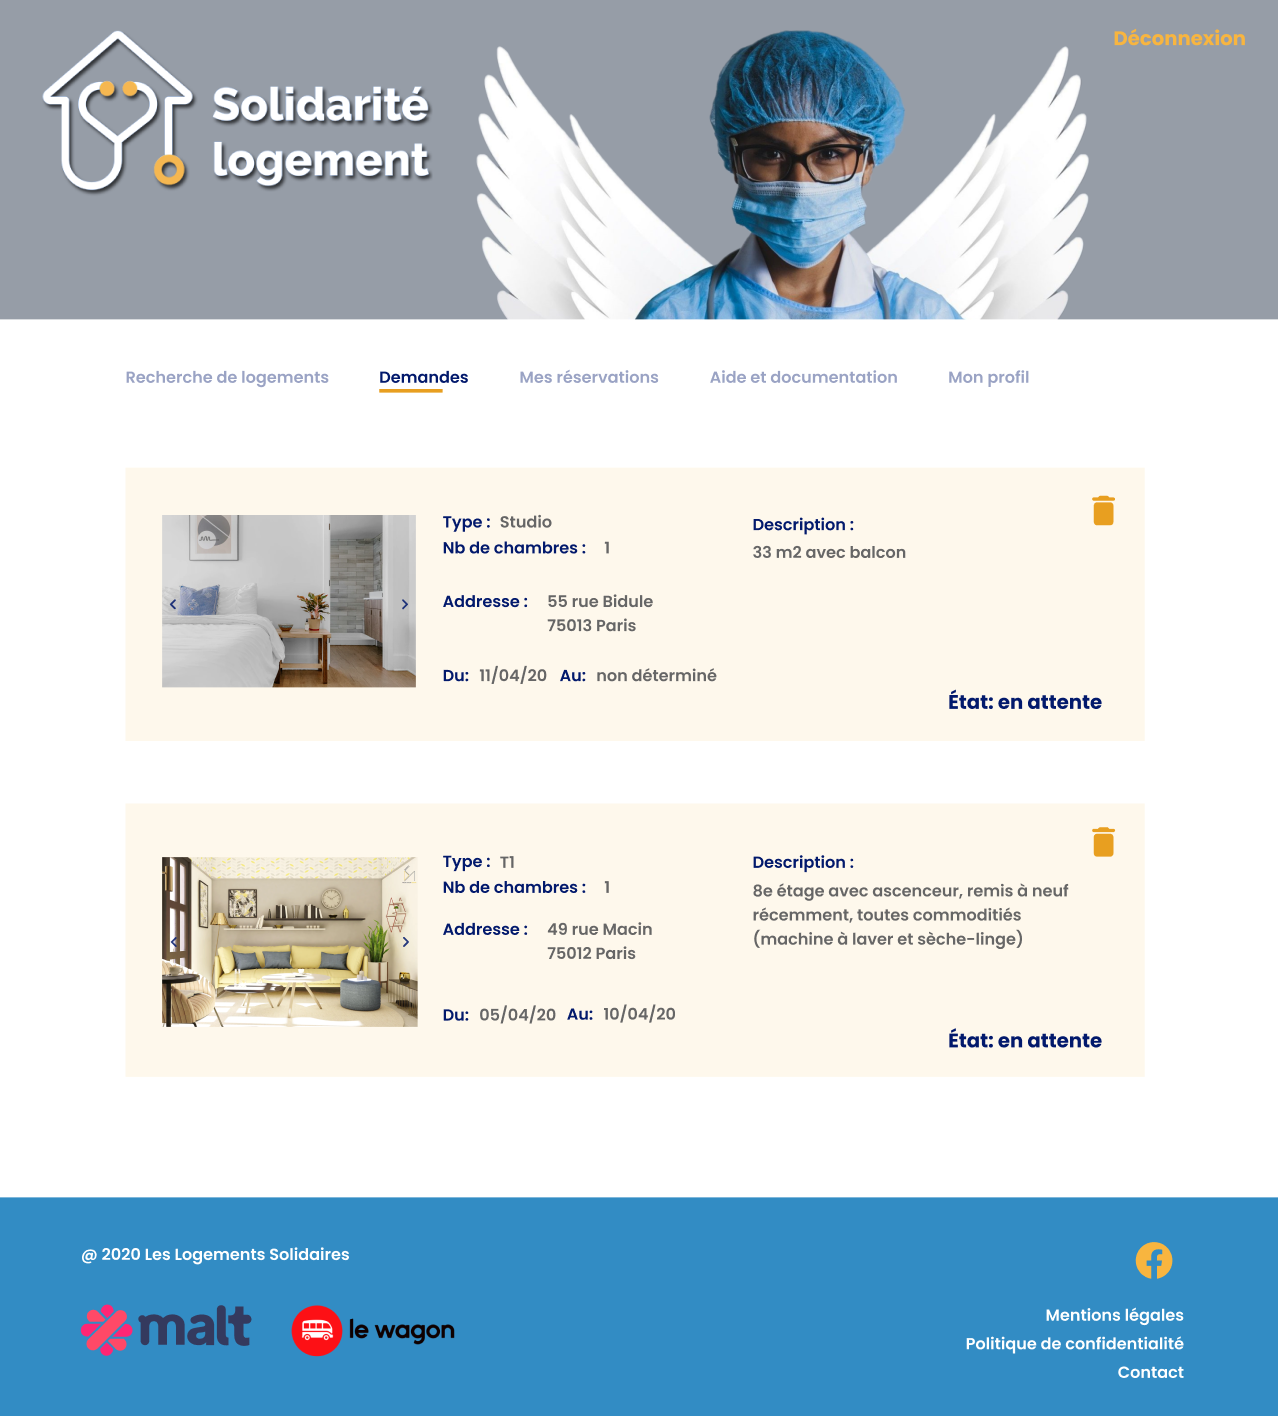 Déconnexion
Solidarité
logement
Recherche de logements
Demandes
Mes réservations
Aide et documentation
Mon profil
Type : Studio
Nb de chambres : 1
Addresse : 55 rue Bidule
75013 Paris
Du: 11/04/20 Au: non déterminé
Description :
33 m2 avec balcon
État: en attente
Type : T1
Nb de chambres : 1
Addresse : 49 rue Macin
75012 Paris
Du: 05/04/20 Au: 10/04/20
Description :
8e étage avec ascenceur, remis à neuf
récemment, toutes commoditiés
(machine à laver et sèche-linge)
État: en attente
@ 2020 Les Logements Solidaires
malt
le wagon
Mentions légales
Politique de confidentialité
Contact